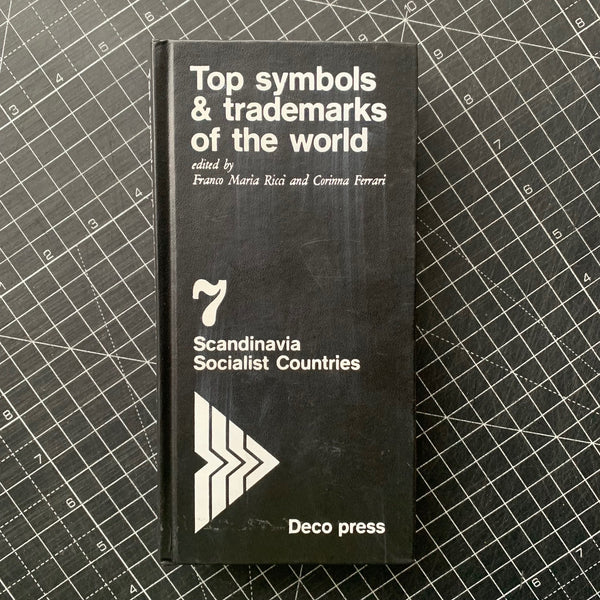 Top symbols
& trademarks
of the world
edited by
Franco Maria Ricci and Corinna Ferrari
7
Scandinavia
Socialist Countries
Deco press